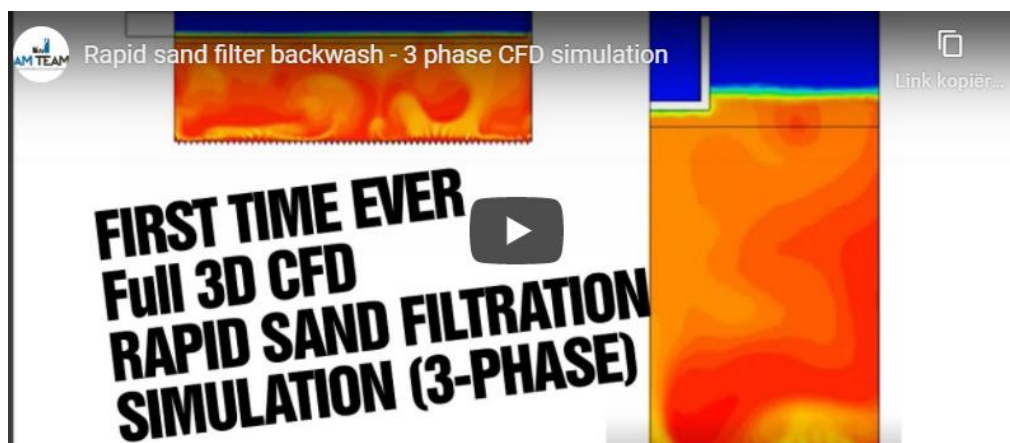 AM TEAM
Rapid sand filter backwash - 3 phase CFD simulation
Link kopiër...
FIRST TIME EVER
Full 3D CFD
RAPID SAND FILTRATION
SIMULATION (3-PHASE)